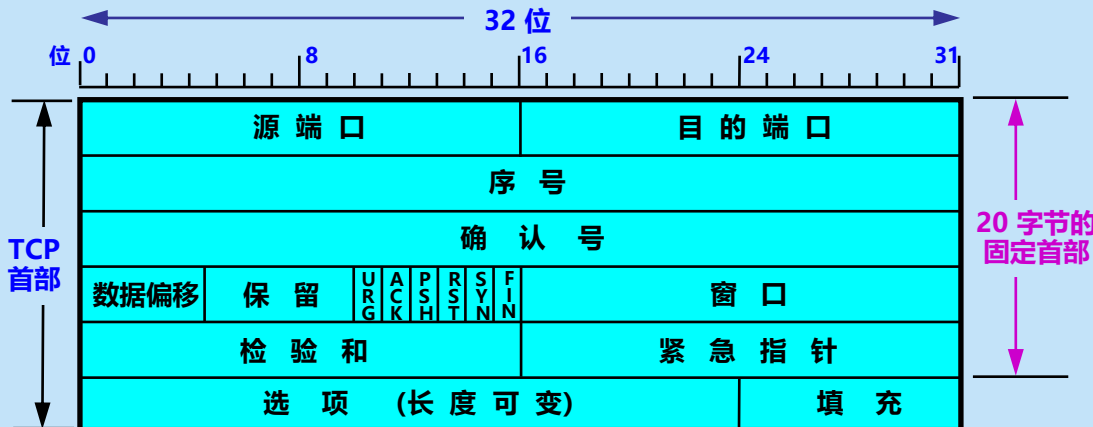 32 位
位 0 8 16 24 31
源 端 口 目 的 端 口
序 号
确 认 号
TCP
首部
20 字节的
固定首部
数据偏移 保 留 URG ACK PSH RST SYN FIN 窗 口
检 验 和 紧 急 指 针
选 项 (长 度 可 变) 填 充